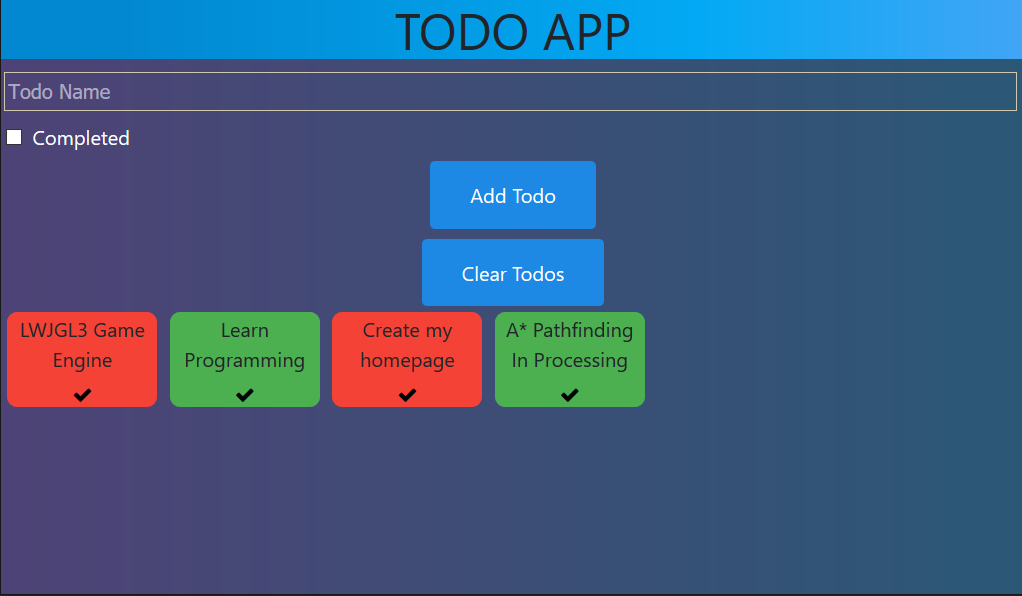 TODO APP
Todo Name
Completed
Add Todo
Clear Todos
LWJGL3 Game
Engine
Learn
Programming
Create my
homepage
A* Pathfinding
In Processing